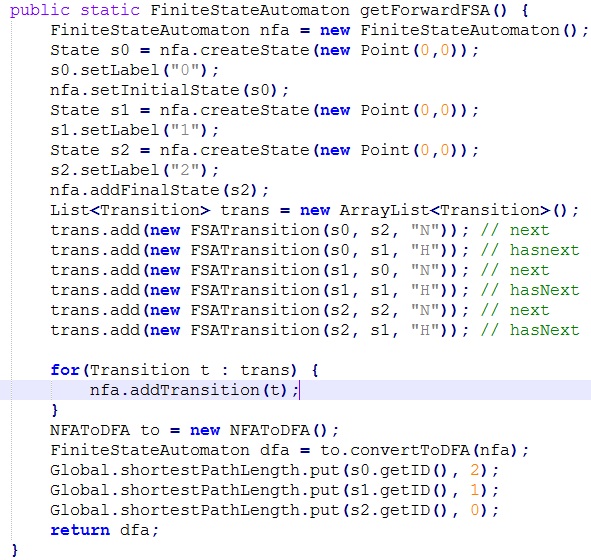 public static FiniteStateAutomaton getForwardFSA() {
    FiniteStateAutomaton nfa = new FiniteStateAutomaton();
    State s0 = nfa.createState(new Point(0,0));
    s0.setLabel("0");
    nfa.setInitialState(s0);
    State s1 = nfa.createState(new Point(0,0));
    s1.setLabel("1");
    State s2 = nfa.createState(new Point(0,0));
    s2.setLabel("2");
    nfa.addFinalState(s2);
    List<Transition> trans = new ArrayList<Transition>();
    trans.add(new FSATransition(s0, s2, "N")); // next
    trans.add(new FSATransition(s0, s1, "H")); // hasnext
    trans.add(new FSATransition(s1, s0, "N")); // next
    trans.add(new FSATransition(s1, s1, "H")); // hasNext
    trans.add(new FSATransition(s2, s2, "N")); // next
    trans.add(new FSATransition(s2, s1, "H")); // hasNext

    for(Transition t : trans) {
        nfa.addTransition(t);
    }
    NFAToDFA to = new NFAToDFA();
    FiniteStateAutomaton dfa = to.convertToDFA(nfa);
    Global.shortestPathLength.put(s0.getID(), 2);
    Global.shortestPathLength.put(s1.getID(), 1);
    Global.shortestPathLength.put(s2.getID(), 0);
    return dfa;
}